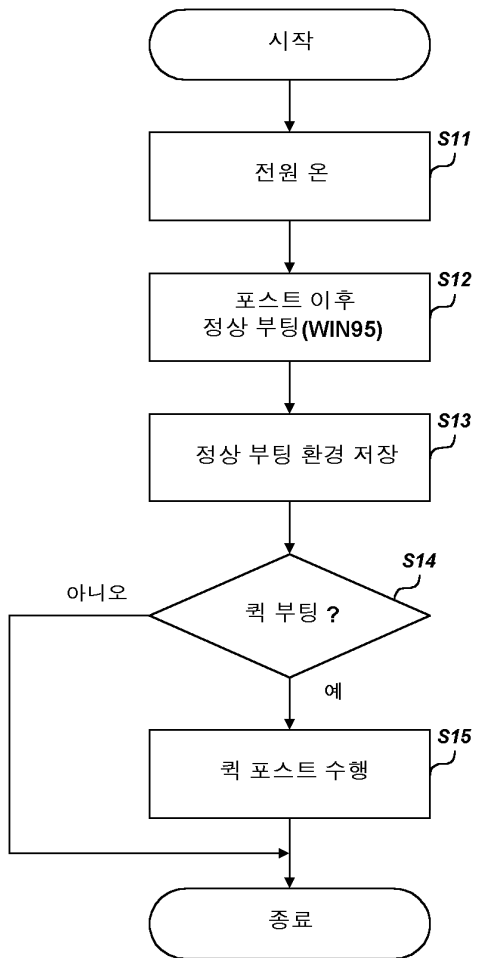 시작
S11
전원 온
S12
포스트 이후
정상 부팅(WIN95)
S13
정상 부팅 환경 저장
S14
아니오
퀵 부팅 ?
예
S15
퀵 포스트 수행
종료